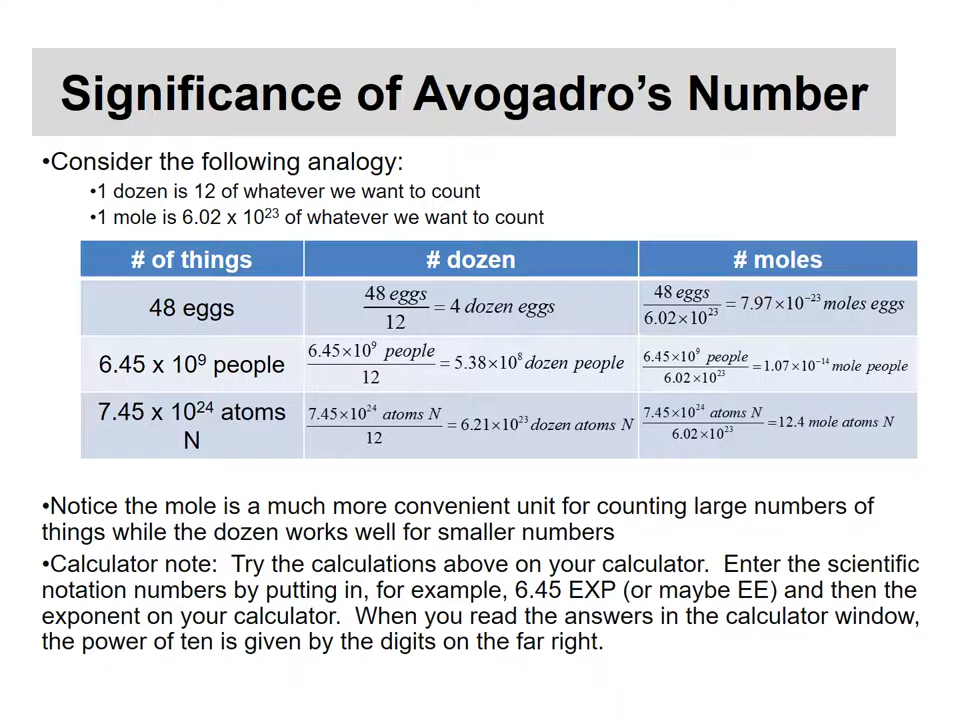 Significance of Avogadro's Number
•Consider the following analogy:
•1 dozen is 12 of whatever we want to count
•1 mole is 6.02 x 10²³ of whatever we want to count
# of things	# dozen	# moles
48 eggs	48 eggs / 12 = 4 dozen eggs	48 eggs / 6.02×10²³ = 7.97×10⁻²³ moles eggs
6.45 x 10⁹ people	6.45×10⁹ people / 12 = 5.38×10⁸ dozen people	6.45×10⁹ people / 6.02×10²³ = 1.07×10⁻¹⁴ mole people
7.45 x 10²⁴ atoms N	7.45×10²⁴ atoms N / 12 = 6.21×10²³ dozen atoms N	7.45×10²⁴ atoms N / 6.02×10²³ = 12.4 mole atoms N
•Notice the mole is a much more convenient unit for counting large numbers of
things while the dozen works well for smaller numbers
•Calculator note:  Try the calculations above on your calculator.  Enter the scientific
notation numbers by putting in, for example, 6.45 EXP (or maybe EE) and then the
exponent on your calculator.  When you read the answers in the calculator window,
the power of ten is given by the digits on the far right.